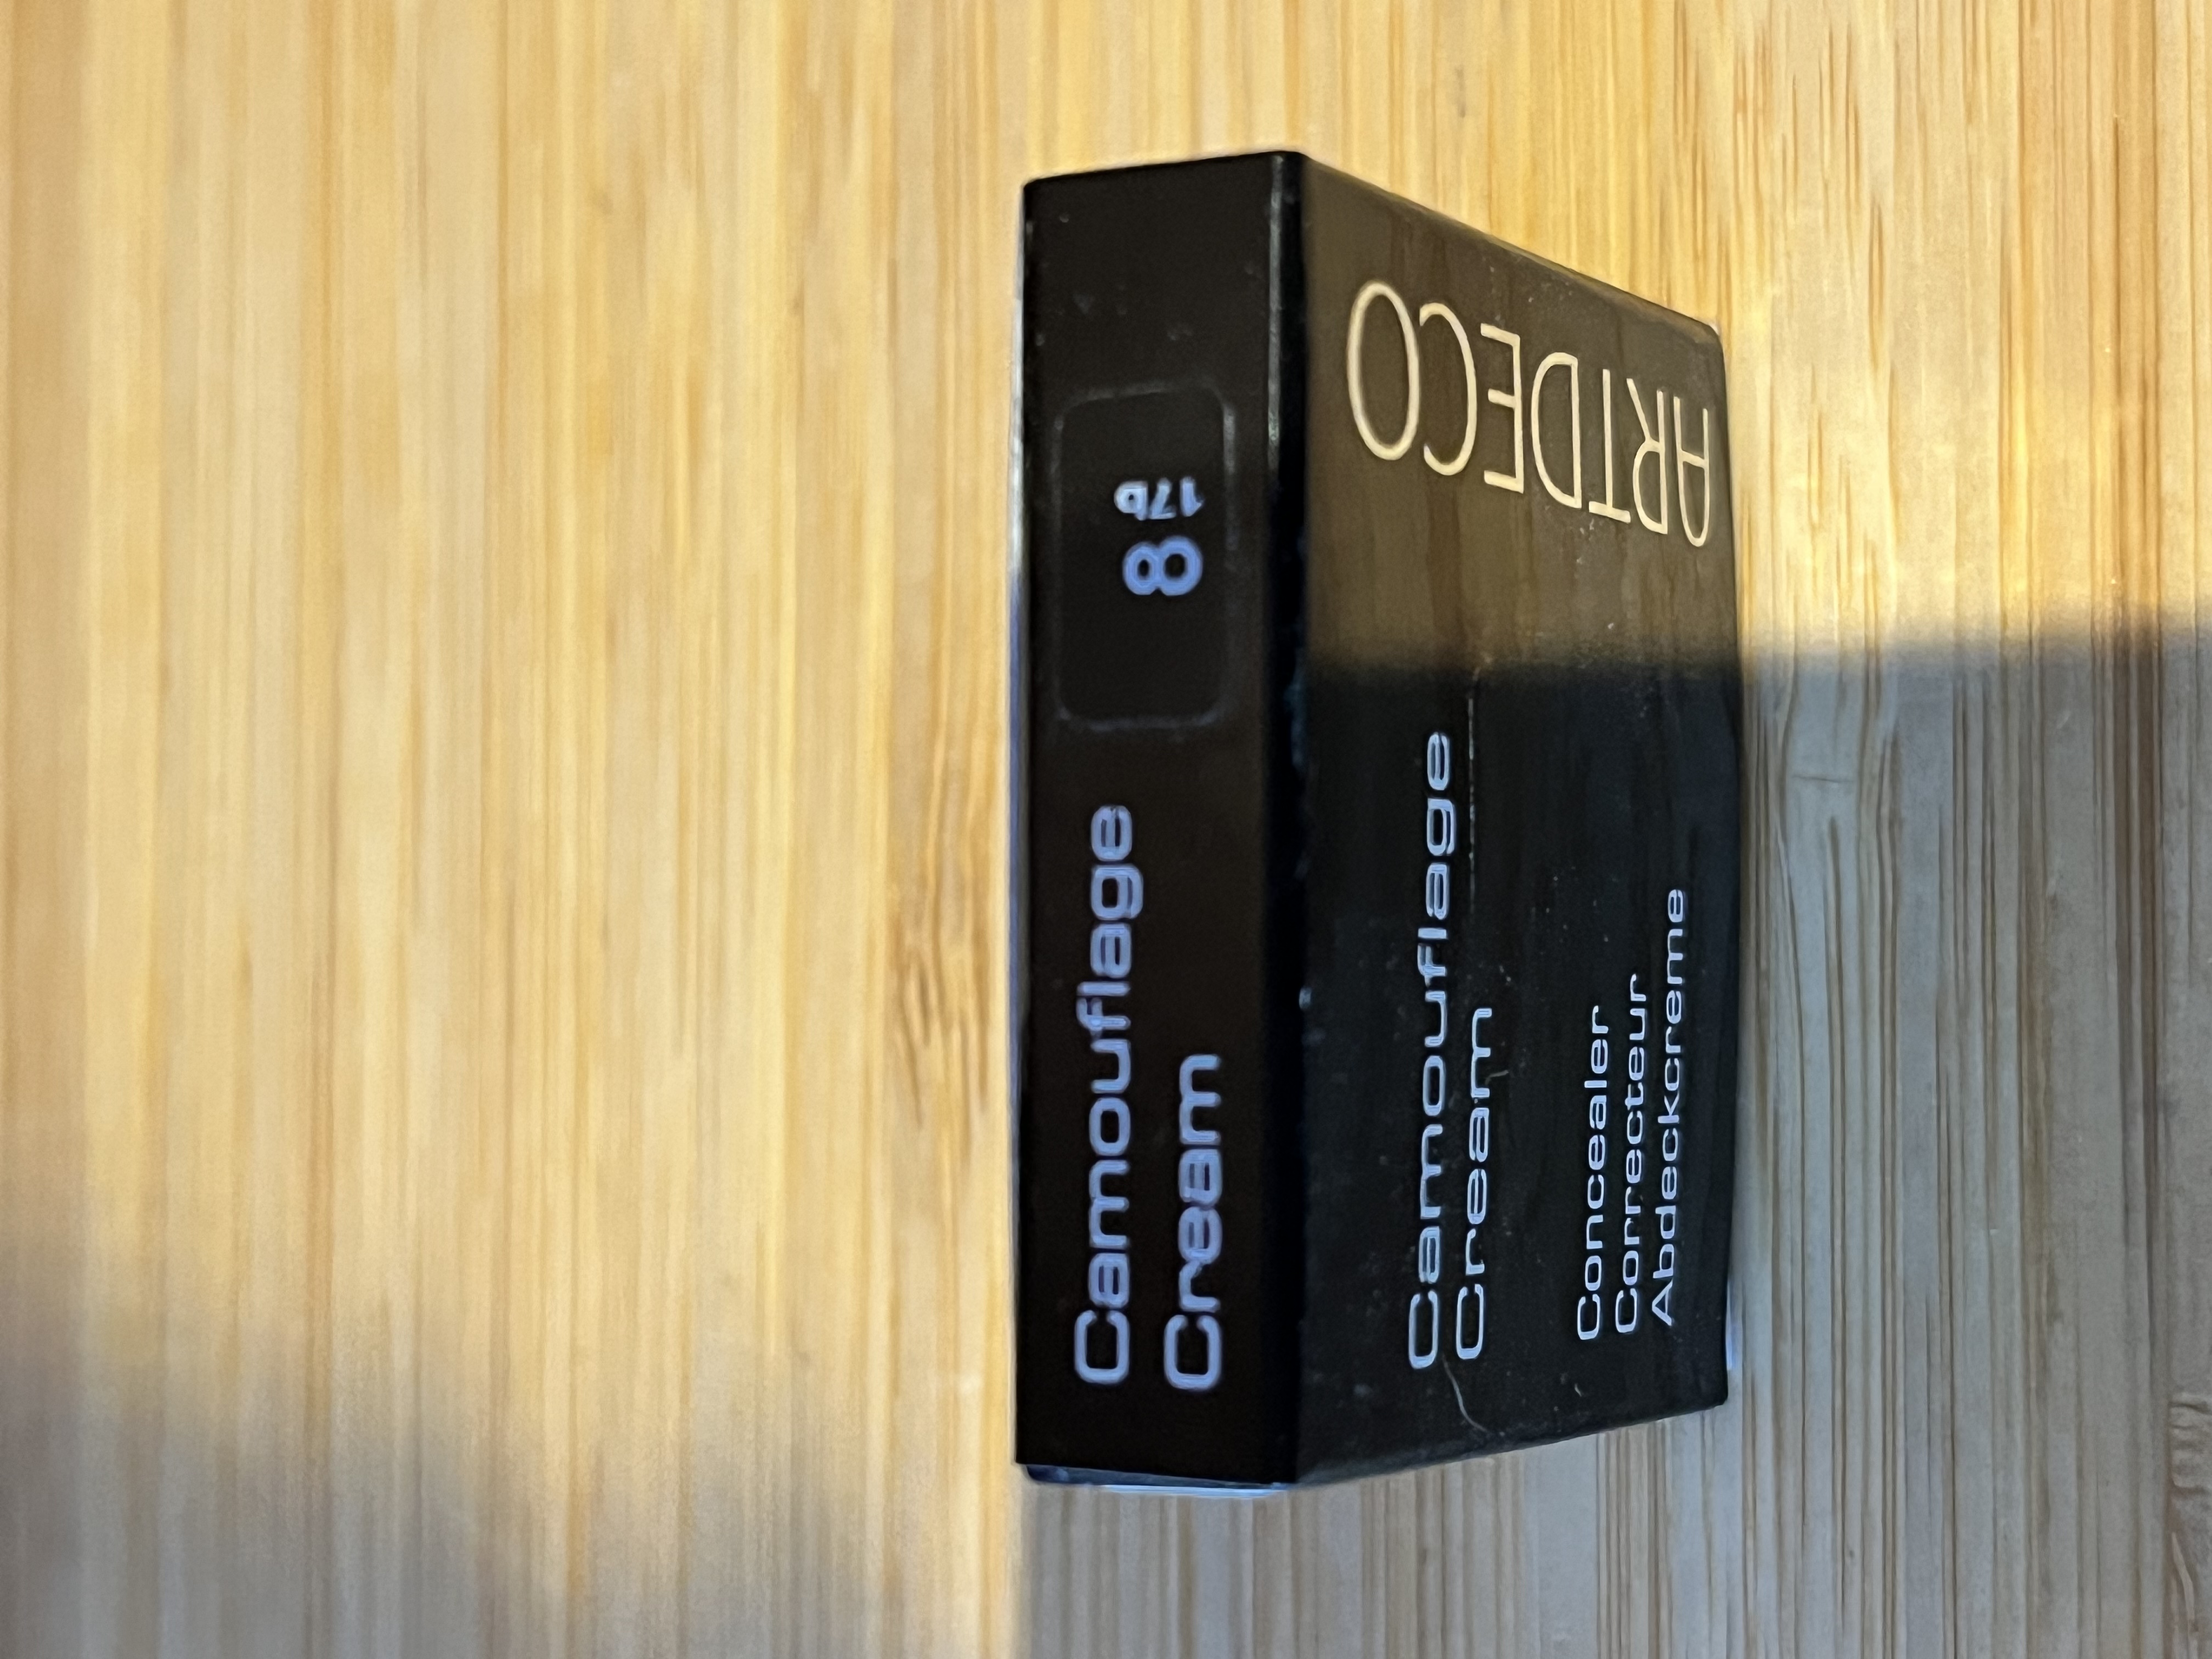 Camouflage
Cream
8
17b
ARTDECO
Camouflage
Cream
Concealer
Correcteur
Abdeckcreme